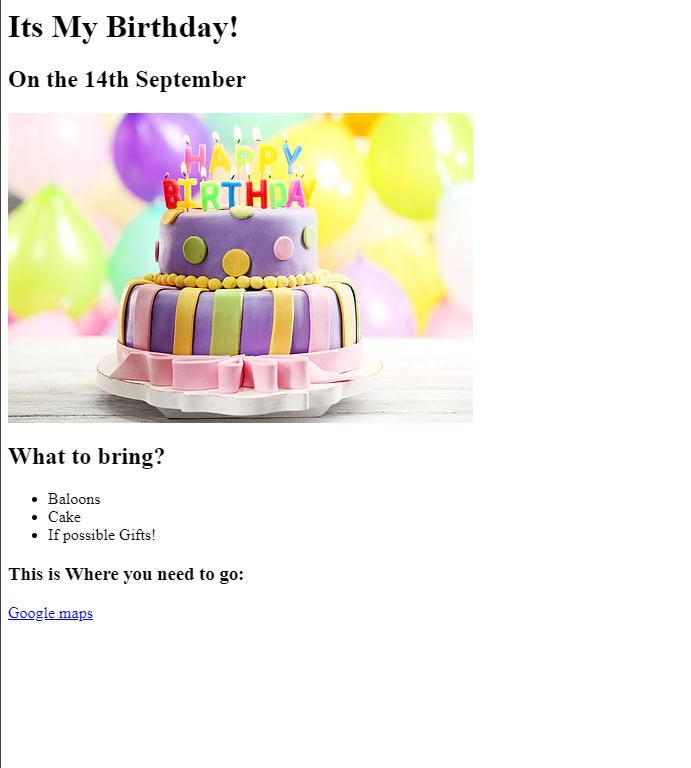 Its My Birthday!
On the 14th September
HAPPY
BIRTHDAY
What to bring?
Baloons
Cake
If possible Gifts!
This is Where you need to go:
Google maps